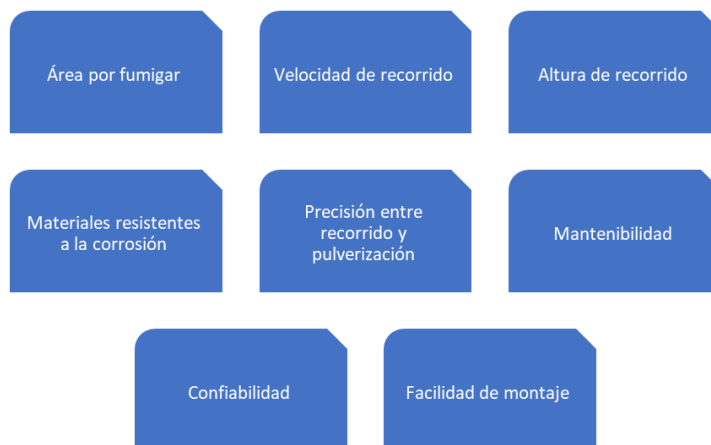 Área por fumigar
Velocidad de recorrido
Altura de recorrido
Materiales resistentes
a la corrosión
Precisión entre
recorrido y
pulverización
Mantenibilidad
Confiabilidad
Facilidad de montaje